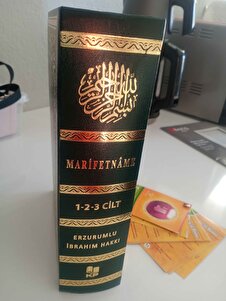 بسم الله الرحمن الرحيم
MARİFETNÂME
1-2-3 CİLT
ERZURUMLU
İBRAHİM HAKKI